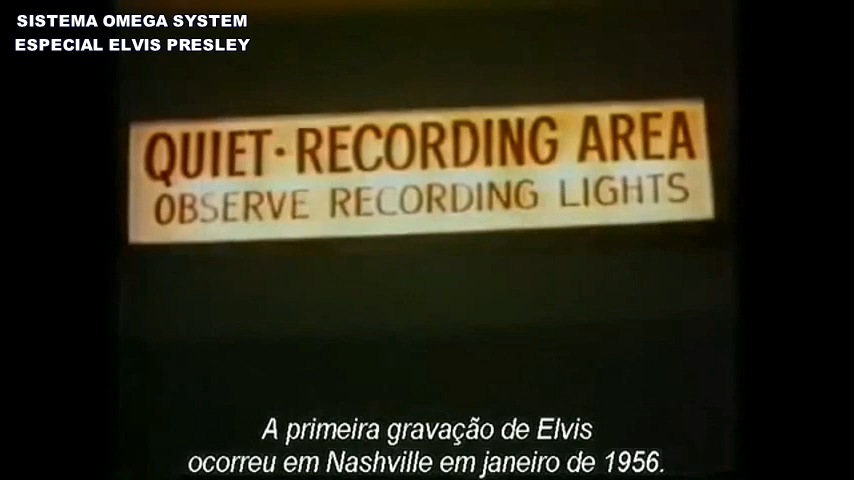 SISTEMA OMEGA SYSTEM
ESPECIAL ELVIS PRESLEY
QUIET·RECORDING AREA
OBSERVE RECORDING LIGHTS
A primeira gravação de Elvis
ocorreu em Nashville em janeiro de 1956.